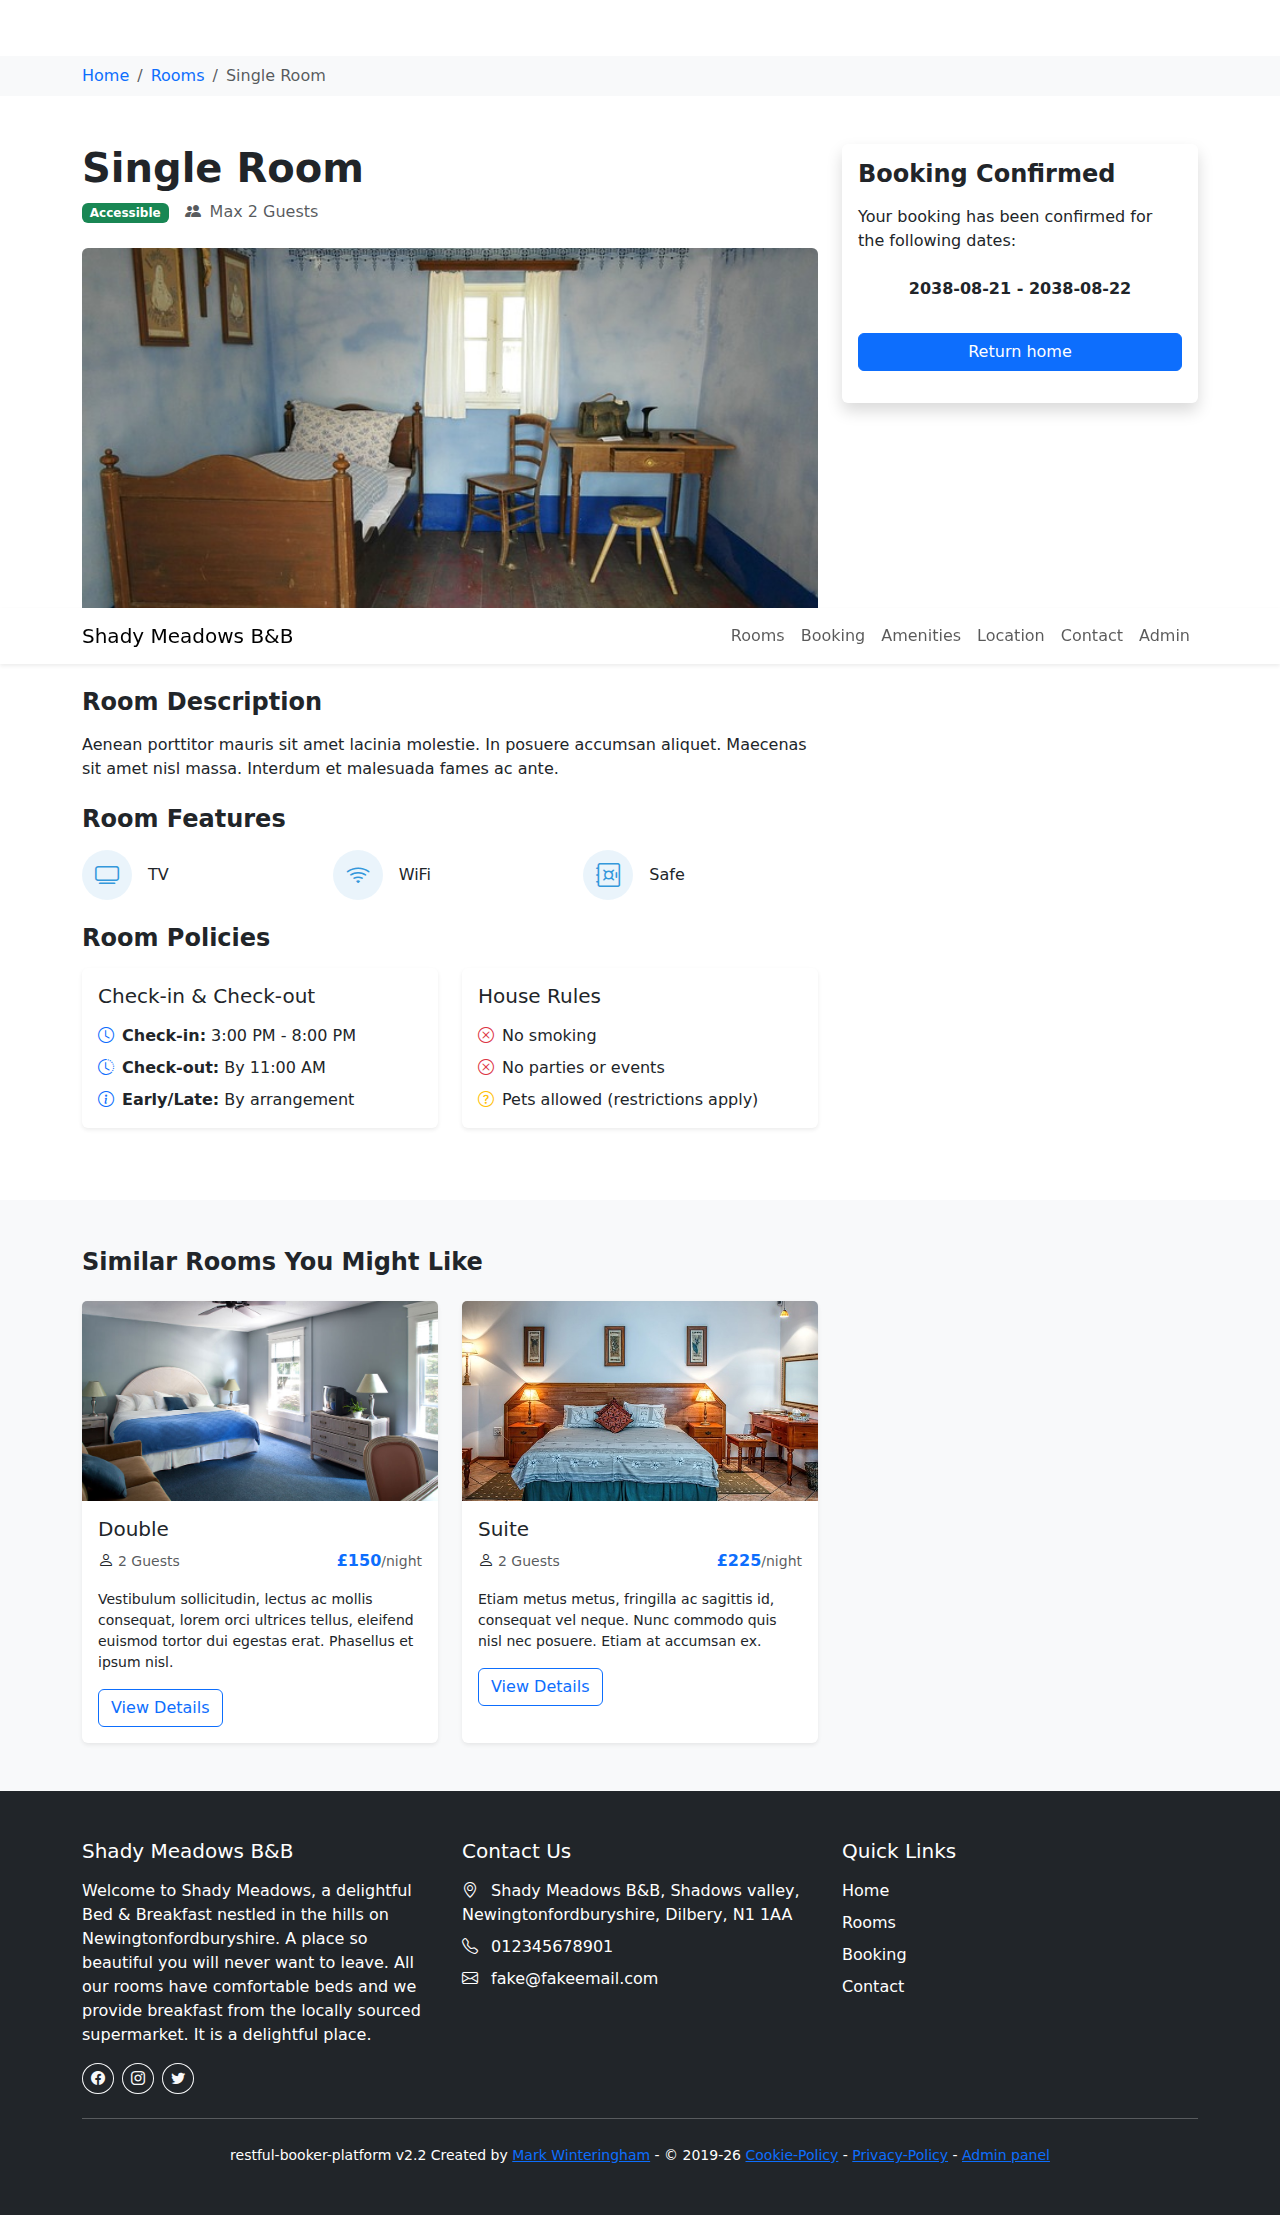 Home / Rooms / Single Room
Single Room
Accessible Max 2 Guests
Booking Confirmed
Your booking has been confirmed for
the following dates:
2038-08-21 - 2038-08-22
Return home
Shady Meadows B&B
Rooms Booking Amenities Location Contact Admin
Room Description
Aenean porttitor mauris sit amet lacinia molestie. In posuere accumsan aliquet. Maecenas
sit amet nisl massa. Interdum et malesuada fames ac ante.
Room Features
TV
WiFi
Safe
Room Policies
Check-in & Check-out
Check-in: 3:00 PM - 8:00 PM
Check-out: By 11:00 AM
Early/Late: By arrangement
House Rules
No smoking
No parties or events
Pets allowed (restrictions apply)
Similar Rooms You Might Like
Double
2 Guests £150/night
Vestibulum sollicitudin, lectus ac mollis
consequat, lorem orci ultrices tellus, eleifend
euismod tortor dui egestas erat. Phasellus et
ipsum nisl.
View Details
Suite
2 Guests £225/night
Etiam metus metus, fringilla ac sagittis id,
consequat vel neque. Nunc commodo quis
nisl nec posuere. Etiam at accumsan ex.
View Details
Shady Meadows B&B
Welcome to Shady Meadows, a delightful
Bed & Breakfast nestled in the hills on
Newingtonfordburyshire. A place so
beautiful you will never want to leave. All
our rooms have comfortable beds and we
provide breakfast from the locally sourced
supermarket. It is a delightful place.
Contact Us
Shady Meadows B&B, Shadows valley,
Newingtonfordburyshire, Dilbery, N1 1AA
012345678901
fake@fakeemail.com
Quick Links
Home
Rooms
Booking
Contact
restful-booker-platform v2.2 Created by Mark Winteringham - © 2019-26 Cookie-Policy - Privacy-Policy - Admin panel